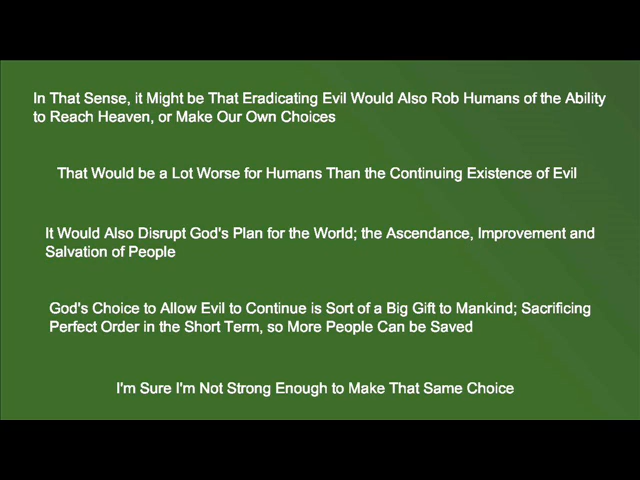 In That Sense, it Might be That Eradicating Evil Would Also Rob Humans of the Ability
to Reach Heaven, or Make Our Own Choices
That Would be a Lot Worse for Humans Than the Continuing Existence of Evil
It Would Also Disrupt God's Plan for the World; the Ascendance, Improvement and
Salvation of People
God's Choice to Allow Evil to Continue is Sort of a Big Gift to Mankind; Sacrificing
Perfect Order in the Short Term, so More People Can be Saved
I'm Sure I'm Not Strong Enough to Make That Same Choice